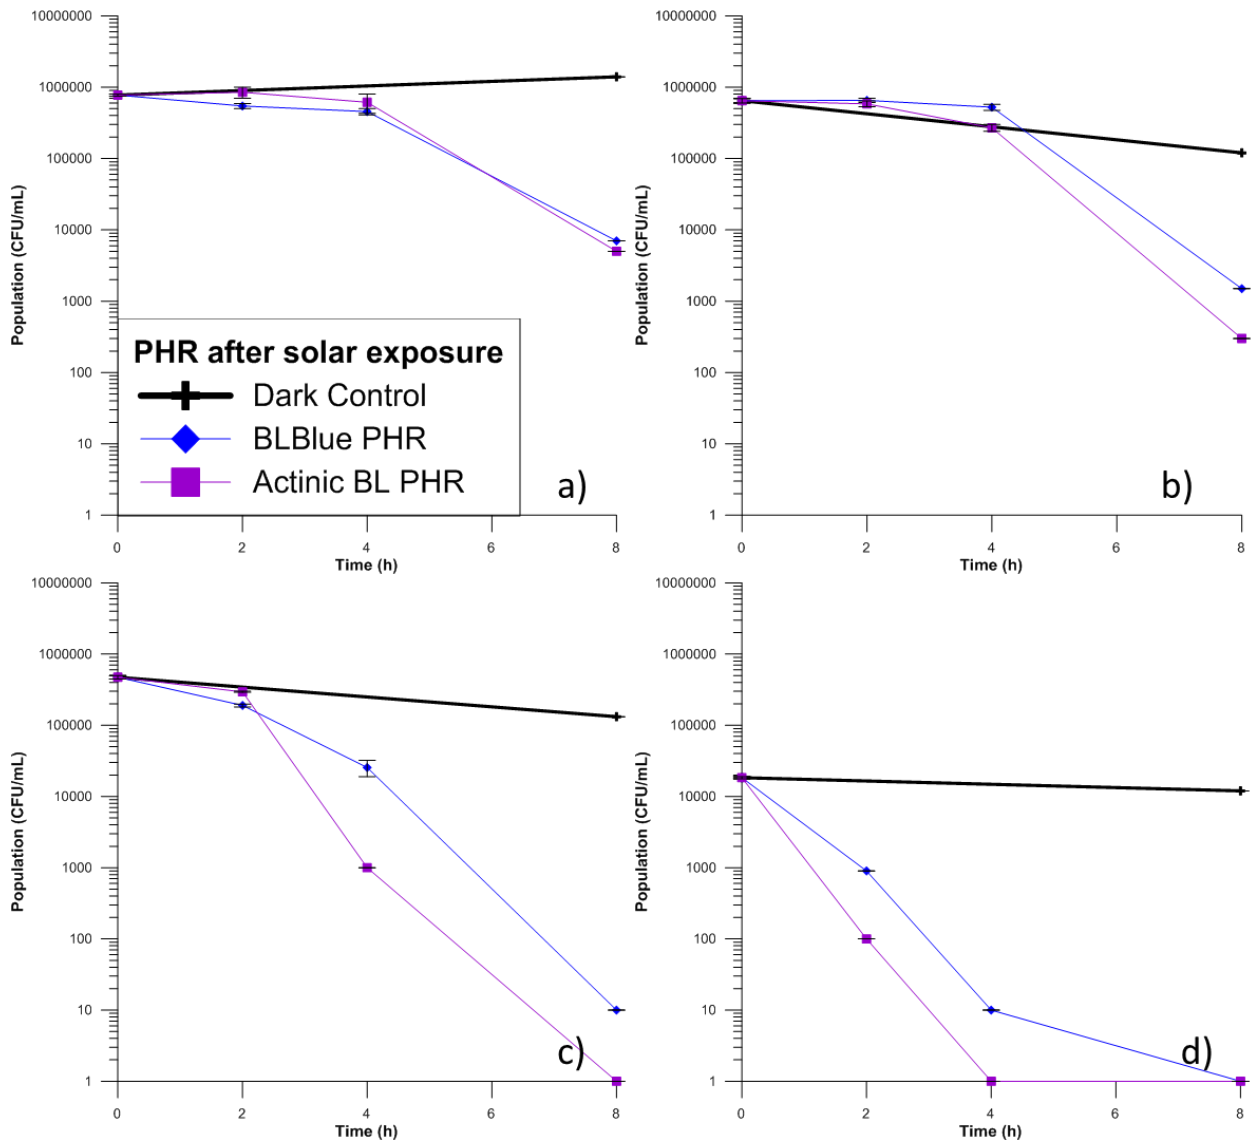 10000000
1000000
100000
10000
1000
100
10
1
Population (CFU/mL)
PHR after solar exposure
Dark Control
BLBlue PHR
Actinic BL PHR
a)
0 2 4 6 8
Time (h)
10000000
1000000
100000
10000
1000
100
10
1
Population (CFU/mL)
b)
0 2 4 6 8
Time (h)
10000000
1000000
100000
10000
1000
100
10
1
Population (CFU/mL)
c)
0 2 4 6 8
Time (h)
10000000
1000000
100000
10000
1000
100
10
1
Population (CFU/mL)
d)
0 2 4 6 8
Time (h)